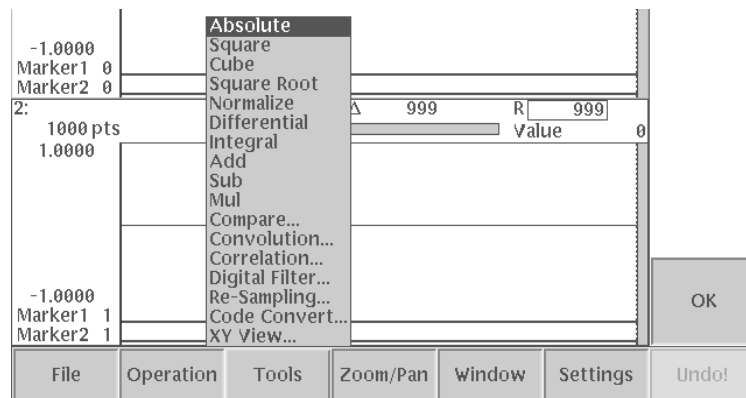 Absolute
Square
Cube
Square Root
Normalize
Differential
Integral
Add
Sub
Mul
Compare...
Convolution...
Correlation...
Digital Filter...
Re-Sampling...
Code Convert...
XY View...
-1.0000
Marker1 0
Marker2 0
2:
Δ 999
R 999
1000 pts
Value 0
1.0000
-1.0000
Marker1 1
Marker2 1
OK
File Operation Tools Zoom/Pan Window Settings Undo!